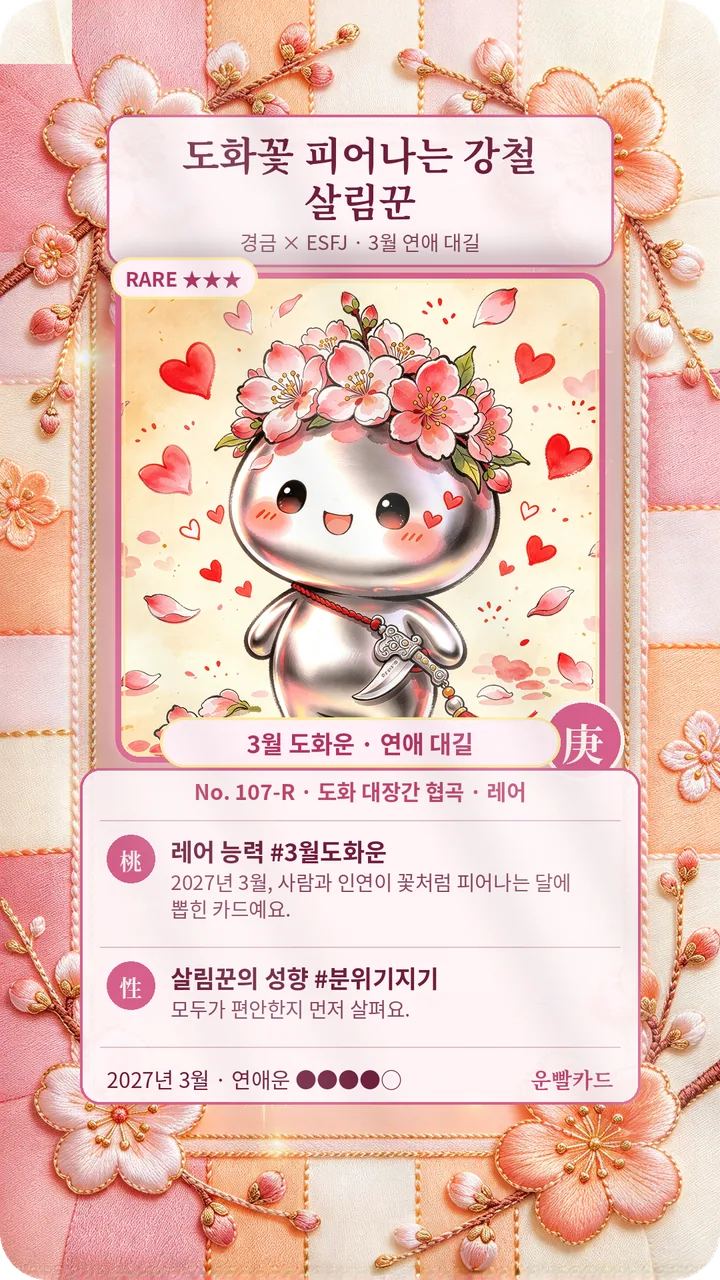 도화꽃 피어나는 강철
살림꾼
경금 × ESFJ · 3월 연애 대길
RARE ★★★
3월 도화운 · 연애 대길
庚
No. 107-R · 도화 대장간 협곡 · 레어
桃
레어 능력 #3월도화운
2027년 3월, 사람과 인연이 꽃처럼 피어나는 달에
뽑힌 카드예요.
性
살림꾼의 성향 #분위기지기
모두가 편안한지 먼저 살펴요.
2027년 3월 · 연애운 ●●●●○
운빨카드